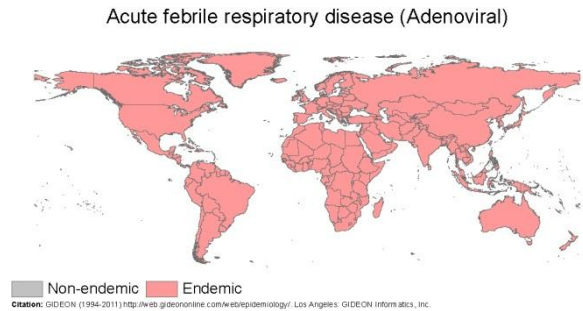 Acute febrile respiratory disease (Adenoviral)
Non-endemic Endemic
Citation: GIDEON (1994-2011) http://web.gideononline.com/web/epidemiology/. Los Angeles: GIDEON Informatics, Inc.